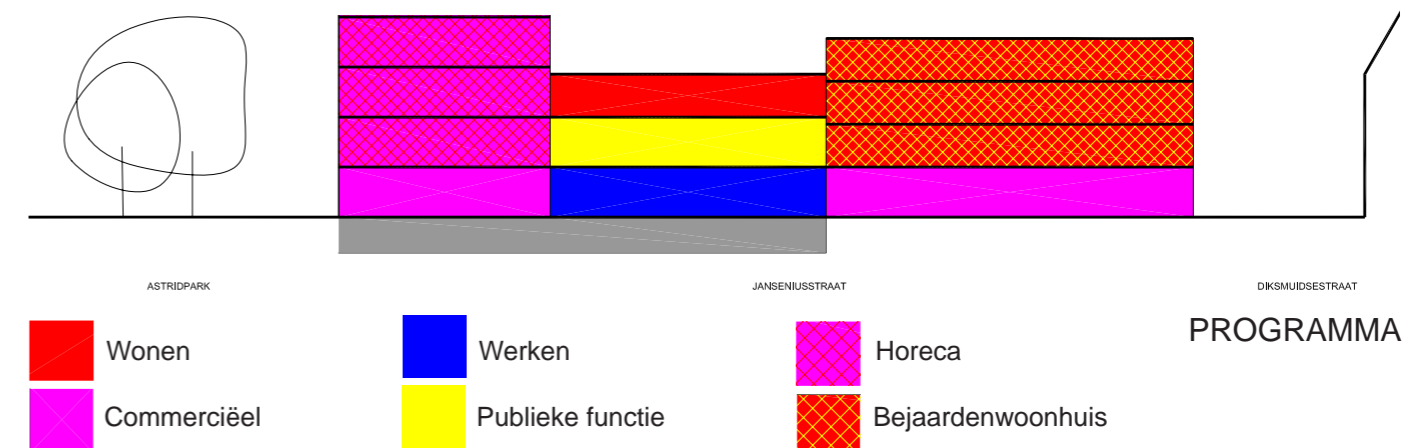 ASTRIDPARK
JANSENIUSSTRAAT
DIKSMUIDSESTRAAT
PROGRAMMA
Wonen
Werken
Horeca
Commerciëel
Publieke functie
Bejaardenwoonhuis